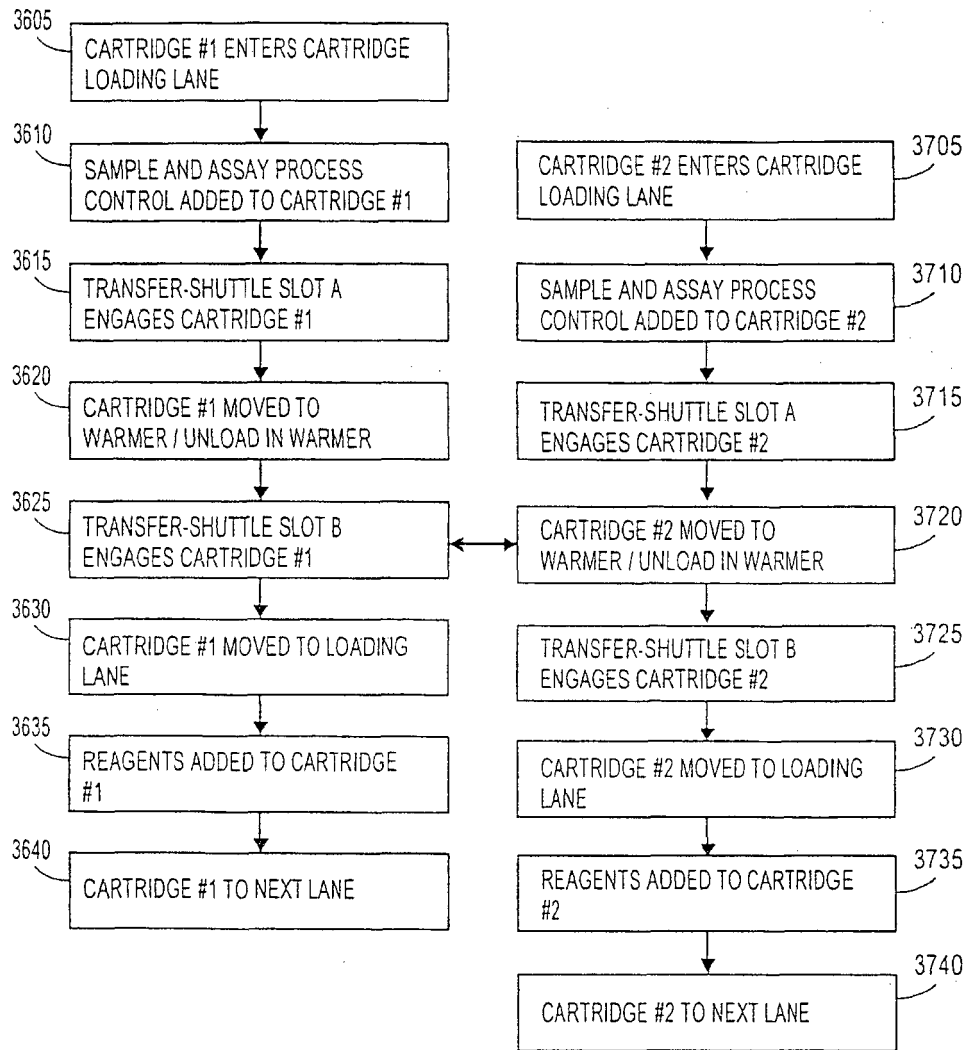 3605
CARTRIDGE #1 ENTERS CARTRIDGE
LOADING LANE
3610
SAMPLE AND ASSAY PROCESS
CONTROL ADDED TO CARTRIDGE #1
3615
TRANSFER-SHUTTLE SLOT A
ENGAGES CARTRIDGE #1
3620
CARTRIDGE #1 MOVED TO
WARMER / UNLOAD IN WARMER
3625
TRANSFER-SHUTTLE SLOT B
ENGAGES CARTRIDGE #1
3630
CARTRIDGE #1 MOVED TO LOADING
LANE
3635
REAGENTS ADDED TO CARTRIDGE
#1
3640
CARTRIDGE #1 TO NEXT LANE
3705
CARTRIDGE #2 ENTERS CARTRIDGE
LOADING LANE
3710
SAMPLE AND ASSAY PROCESS
CONTROL ADDED TO CARTRIDGE #2
3715
TRANSFER-SHUTTLE SLOT A
ENGAGES CARTRIDGE #2
3720
CARTRIDGE #2 MOVED TO
WARMER / UNLOAD IN WARMER
3725
TRANSFER-SHUTTLE SLOT B
ENGAGES CARTRIDGE #2
3730
CARTRIDGE #2 MOVED TO LOADING
LANE
3735
REAGENTS ADDED TO CARTRIDGE
#2
3740
CARTRIDGE #2 TO NEXT LANE